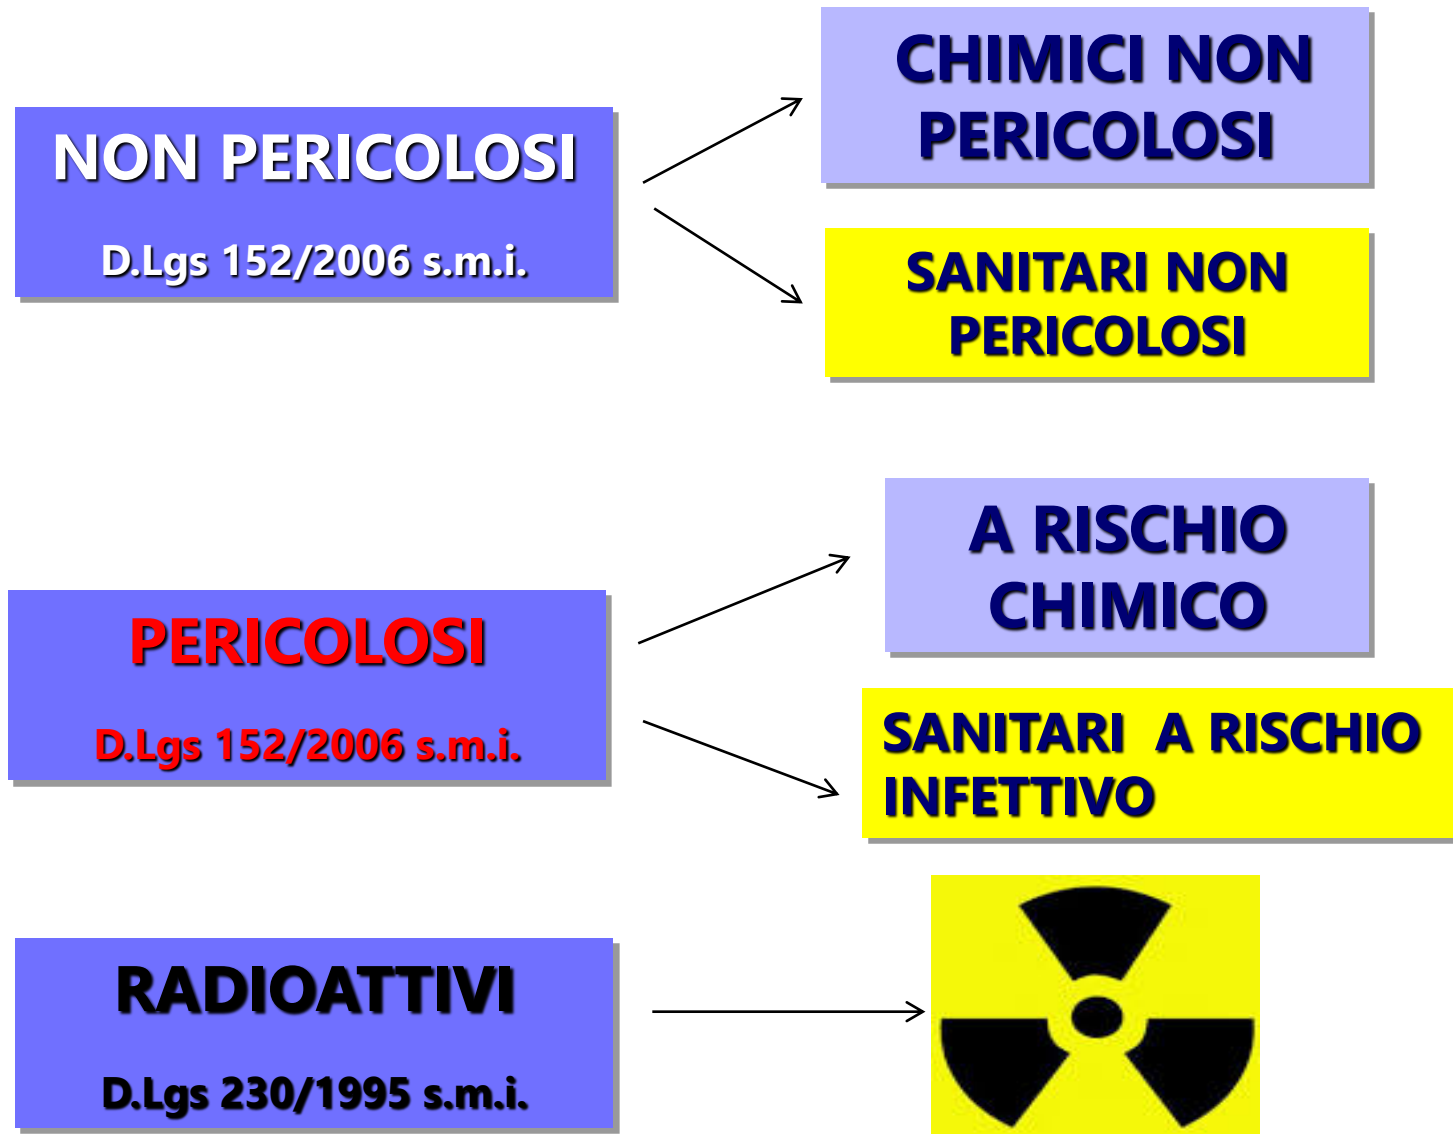 NON PERICOLOSI
D.Lgs 152/2006 s.m.i.
CHIMICI NON
PERICOLOSI
SANITARI NON
PERICOLOSI
PERICOLOSI
D.Lgs 152/2006 s.m.i.
A RISCHIO
CHIMICO
SANITARI A RISCHIO
INFETTIVO
RADIOATTIVI
D.Lgs 230/1995 s.m.i.